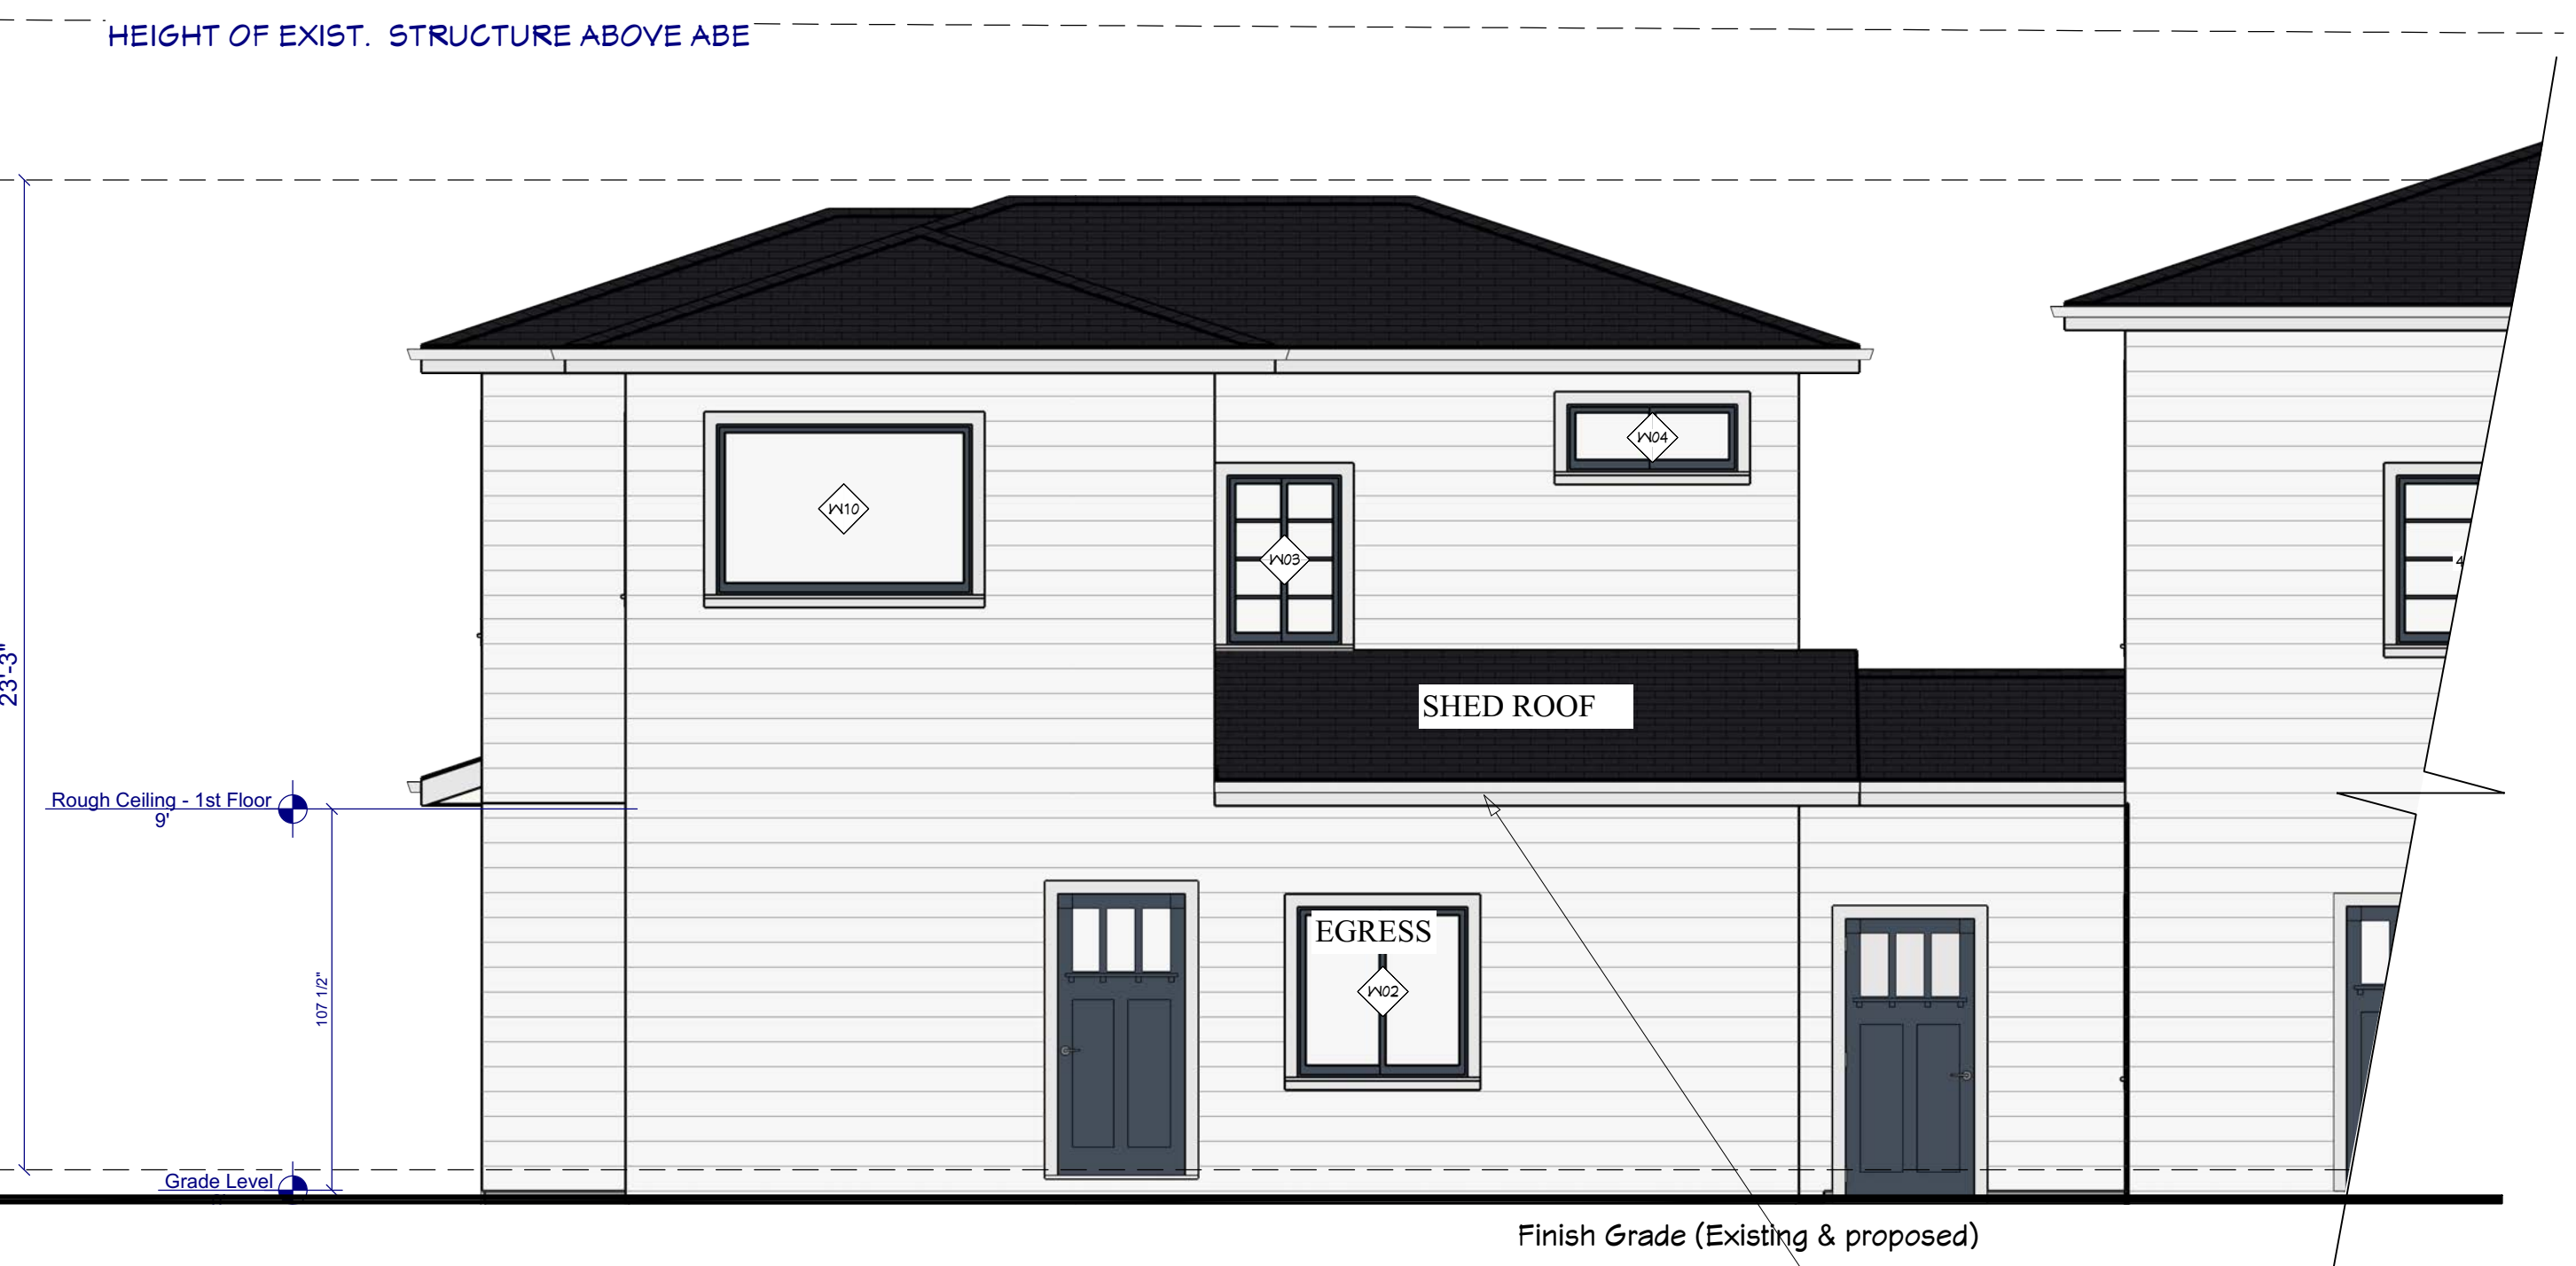 HEIGHT OF EXIST. STRUCTURE ABOVE ABE
W04
W10
W03
23'-3"
SHED ROOF
Rough Ceiling - 1st Floor
9'
EGRESS
W02
107 1/2"
Grade Level
Finish Grade (Existing & proposed)